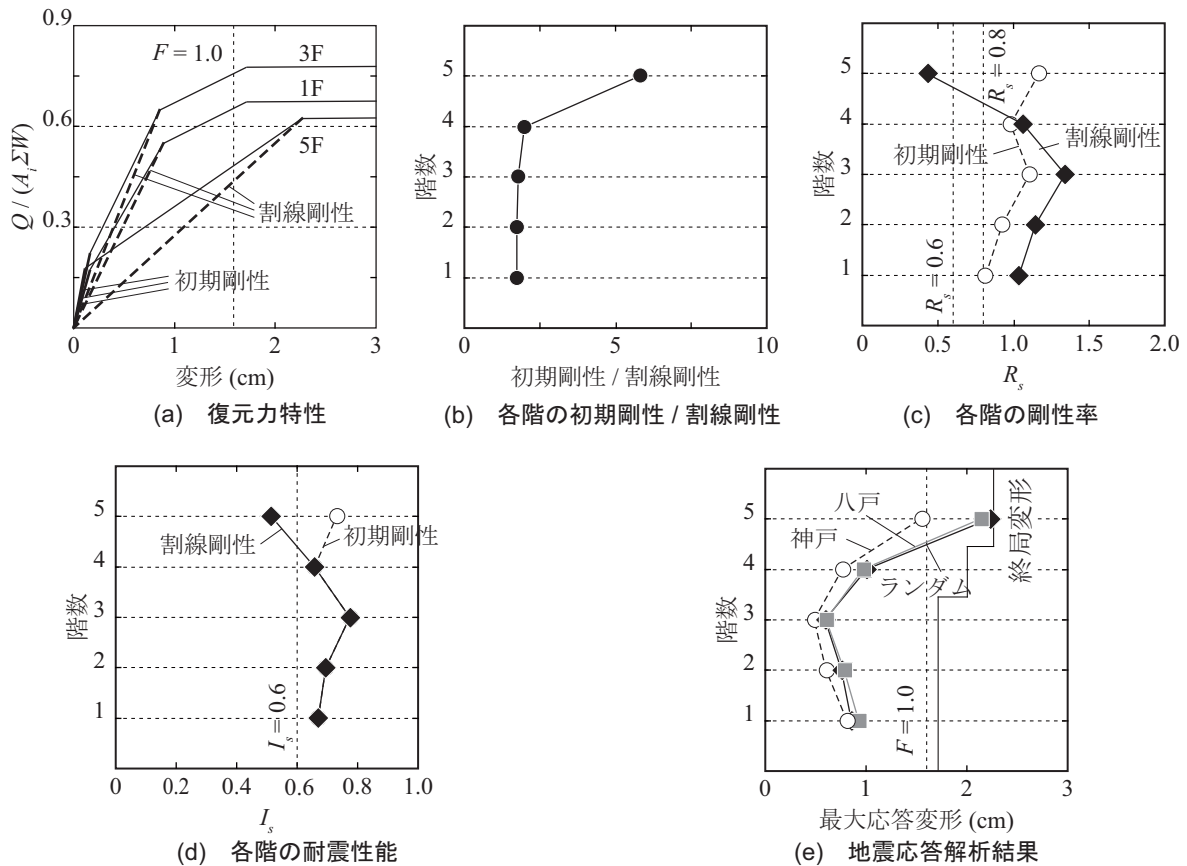 0.9
0.6
0.3
0
Q / (A_i ΣW)
F = 1.0
3F
1F
5F
割線剛性
初期剛性
0 1 2 3
変形 (cm)
(a) 復元力特性
階数
5
4
3
2
1
0 5 10
初期剛性 / 割線剛性
(b) 各階の初期剛性 / 割線剛性
階数
5
4
3
2
1
R_s = 0.8
初期剛性
割線剛性
R_s = 0.6
0 0.5 1.0 1.5 2.0
R_s
(c) 各階の剛性率
階数
5
4
3
2
1
割線剛性
初期剛性
I_s = 0.6
0 0.2 0.4 0.6 0.8 1.0
I_s
(d) 各階の耐震性能
階数
5
4
3
2
1
八戸
神戸
ランダム
終局変形
F = 1.0
0 1 2 3
最大応答変形 (cm)
(e) 地震応答解析結果